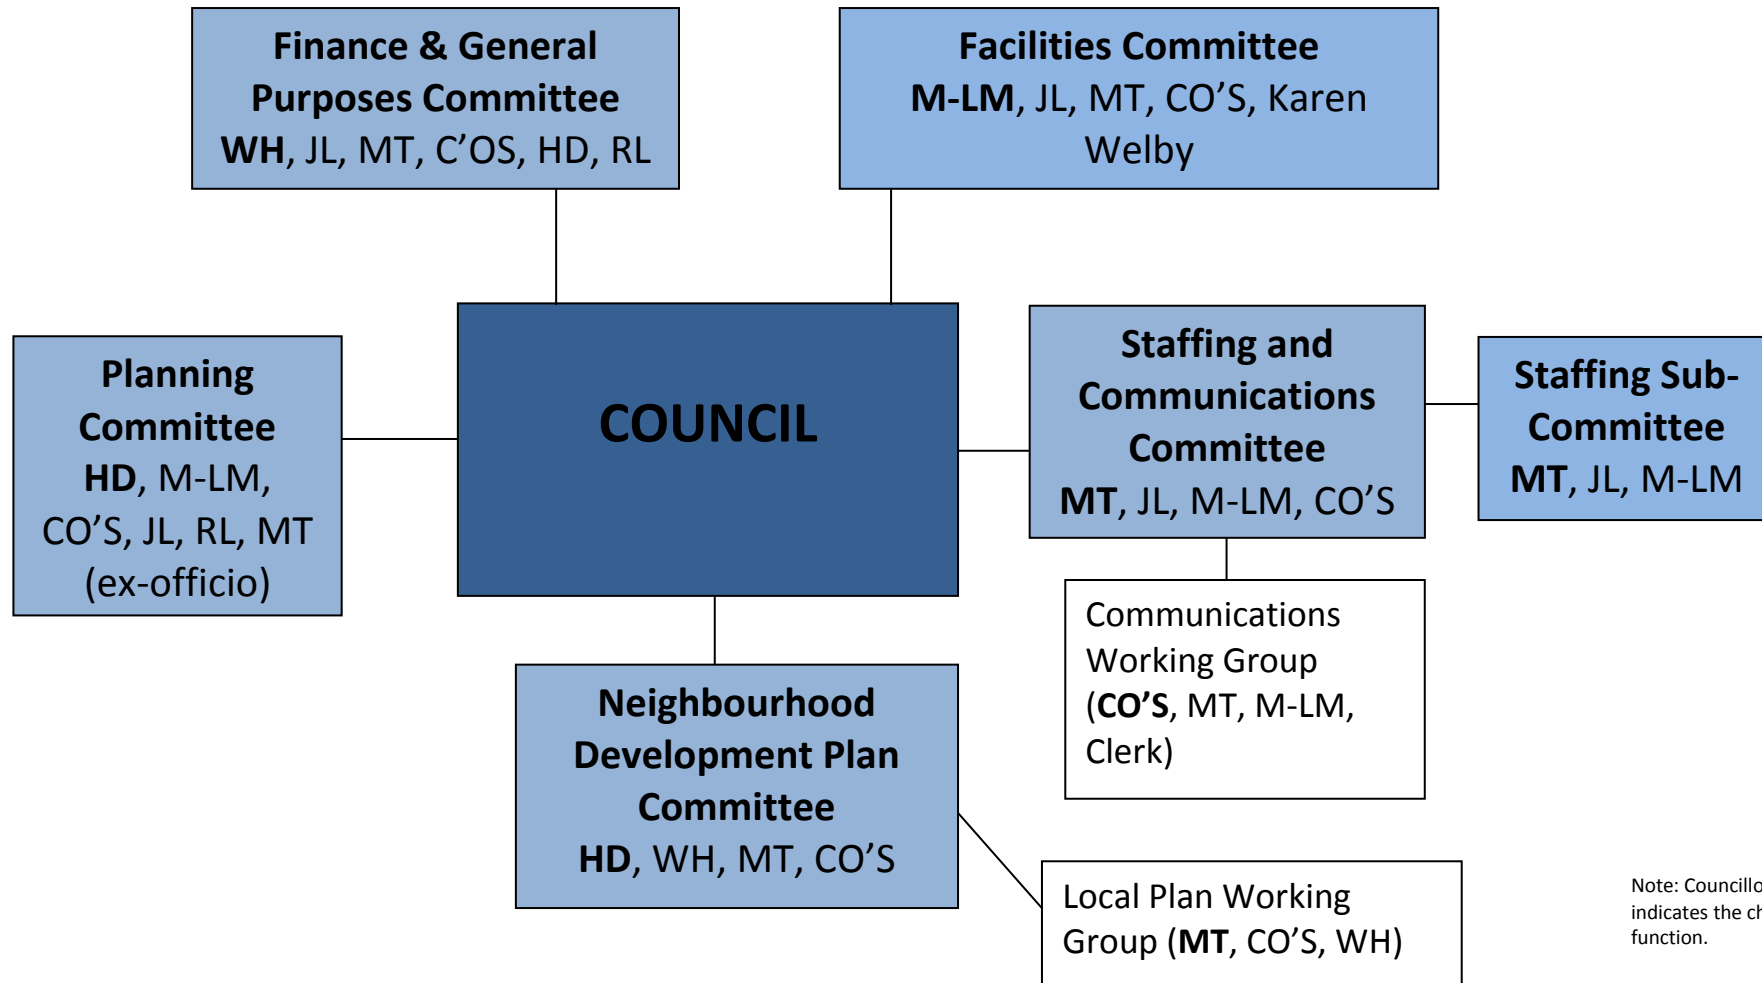 Finance & General
Purposes Committee
WH, JL, MT, C’OS, HD, RL
Facilities Committee
M-LM, JL, MT, CO’S, Karen
Welby
Planning
Committee
HD, M-LM,
CO’S, JL, RL, MT
(ex-officio)
COUNCIL
Staffing and
Communications
Committee
MT, JL, M-LM, CO’S
Staffing Sub-
Committee
MT, JL, M-LM
Communications
Working Group
(CO’S, MT, M-LM,
Clerk)
Neighbourhood
Development Plan
Committee
HD, WH, MT, CO’S
Local Plan Working
Group (MT, CO’S, WH)
Note:
indicates the
function.